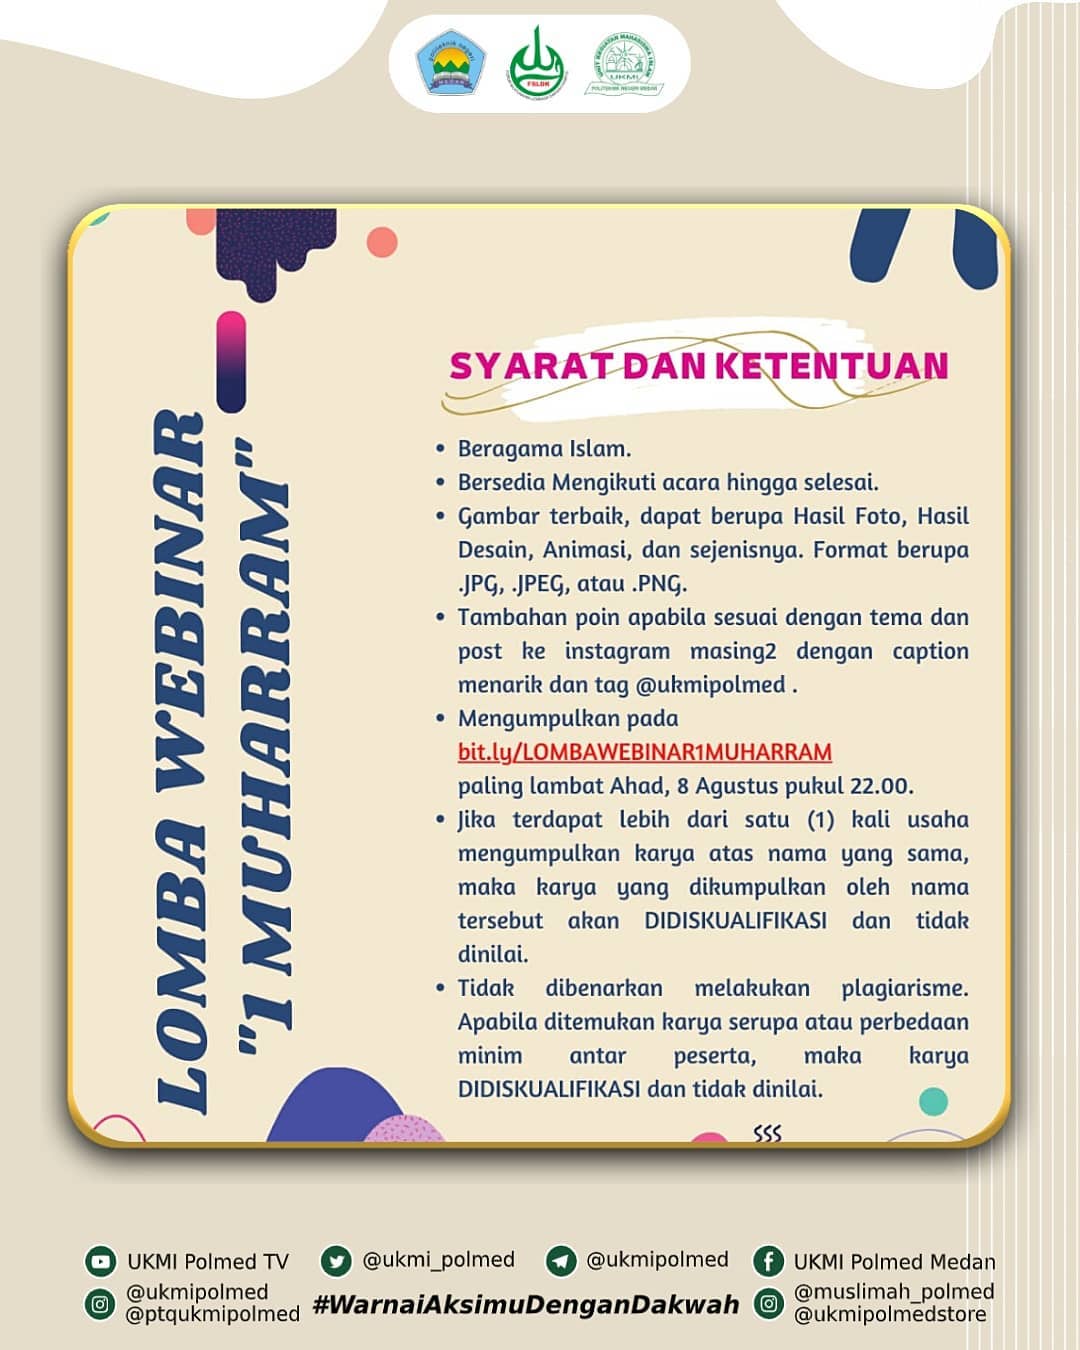 FSLDK
UKMI
POLITEKNIK NEGERI MEDAN
LOMBA WEBINAR
"1 MUHARRAM"
SYARAT DAN KETENTUAN
• Beragama Islam.
• Bersedia Mengikuti acara hingga selesai.
• Gambar terbaik, dapat berupa Hasil Foto, Hasil
Desain, Animasi, dan sejenisnya. Format berupa
.JPG, .JPEG, atau .PNG.
• Tambahan poin apabila sesuai dengan tema dan
post ke instagram masing2 dengan caption
menarik dan tag @ukmipolmed .
• Mengumpulkan pada
bit.ly/LOMBAWEBINAR1MUHARRAM
paling lambat Ahad, 8 Agustus pukul 22.00.
• Jika terdapat lebih dari satu (1) kali usaha
mengumpulkan karya atas nama yang sama,
maka karya yang dikumpulkan oleh nama
tersebut akan DIDISKUALIFIKASI dan tidak
dinilai.
• Tidak dibenarkan melakukan plagiarisme.
Apabila ditemukan karya serupa atau perbedaan
minim antar peserta, maka karya
DIDISKUALIFIKASI dan tidak dinilai.
UKMI Polmed TV
@ukmi_polmed
@ukmipolmed
UKMI Polmed Medan
@ukmipolmed
@ptqukmipolmed
#WarnaiAksimuDenganDakwah
@muslimah_polmed
@ukmipolmedstore